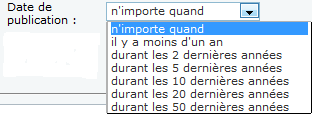 Date de
publication :
n'importe quand
n'importe quand
il y a moins d'un an
durant les 2 dernières années
durant les 5 dernières années
durant les 10 dernières années
durant les 20 dernières années
durant les 50 dernières années